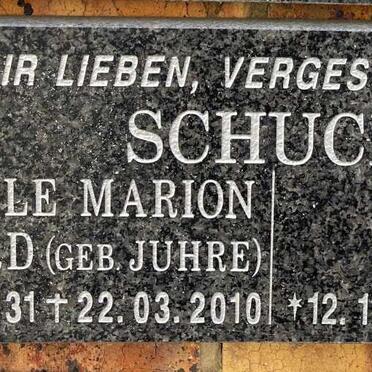 IR LIEBEN, VERGES
SCHUC
LE MARION
D (GEB. JUHRE)
31 † 22. 03. 2010 * 12. 1